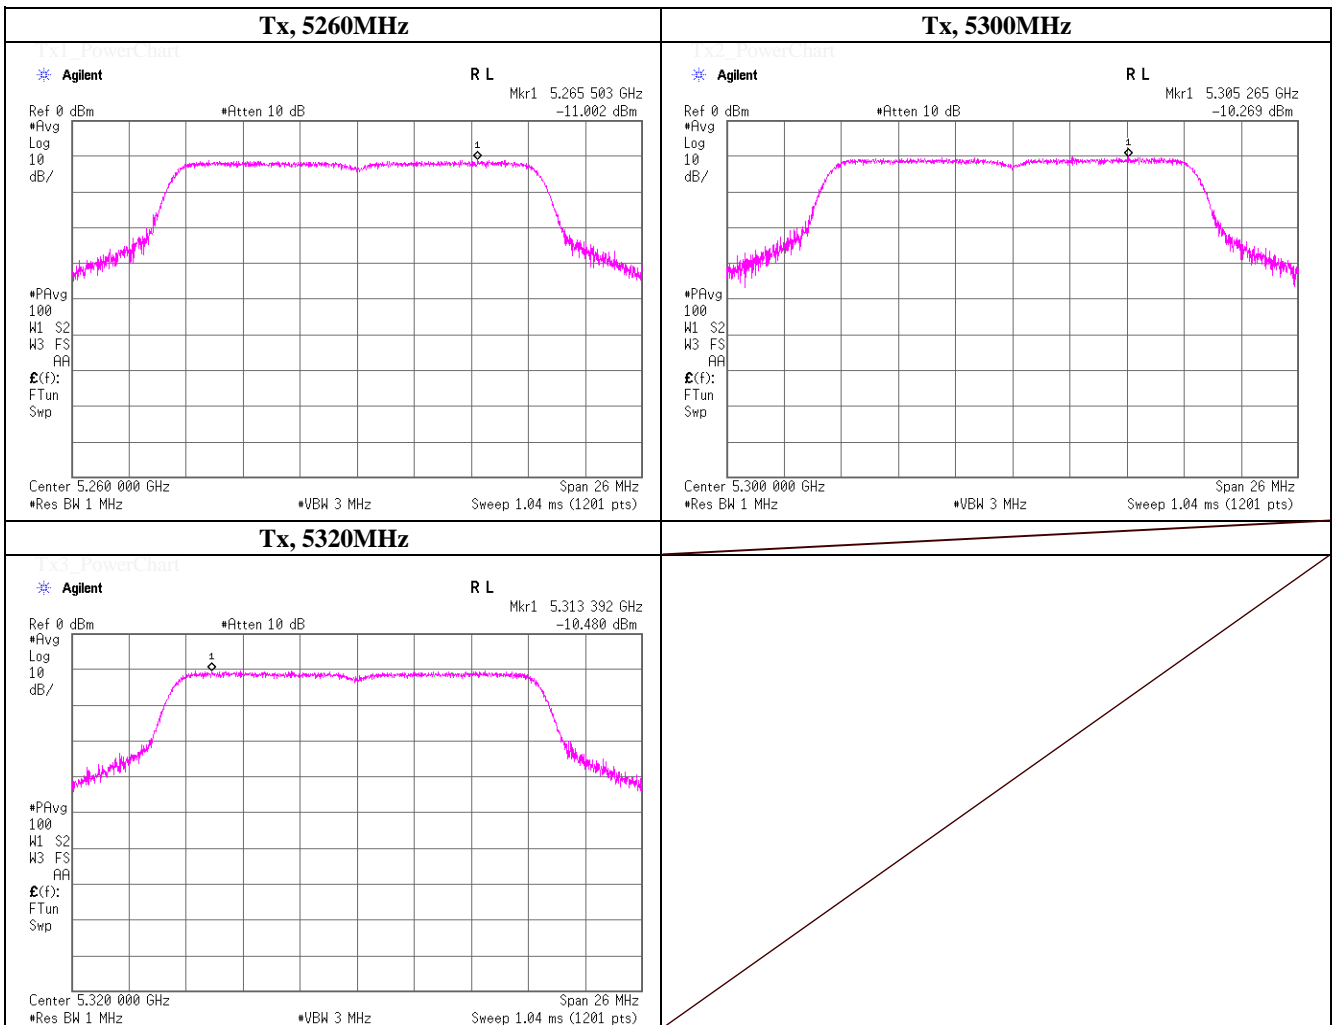 Tx, 5260MHz
Tx1_PowerChart
Agilent R L
Mkr1 5.265 503 GHz
Ref 0 dBm #Atten 10 dB -11.002 dBm
#Avg
Log
10
dB/
1
#PAvg
100
W1 S2
W3 FS
AA
£(f):
FTun
Swp
Center 5.260 000 GHz Span 26 MHz
#Res BW 1 MHz #VBW 3 MHz Sweep 1.04 ms (1201 pts)
Tx, 5300MHz
Tx2_PowerChart
Agilent R L
Mkr1 5.305 265 GHz
Ref 0 dBm #Atten 10 dB -10.269 dBm
#Avg
Log
10
dB/
1
#PAvg
100
W1 S2
W3 FS
AA
£(f):
FTun
Swp
Center 5.300 000 GHz Span 26 MHz
#Res BW 1 MHz #VBW 3 MHz Sweep 1.04 ms (1201 pts)
Tx, 5320MHz
Tx3_PowerChart
Agilent R L
Mkr1 5.313 392 GHz
Ref 0 dBm #Atten 10 dB -10.480 dBm
#Avg
Log
10
dB/
1
#PAvg
100
W1 S2
W3 FS
AA
£(f):
FTun
Swp
Center 5.320 000 GHz Span 26 MHz
#Res BW 1 MHz #VBW 3 MHz Sweep 1.04 ms (1201 pts)